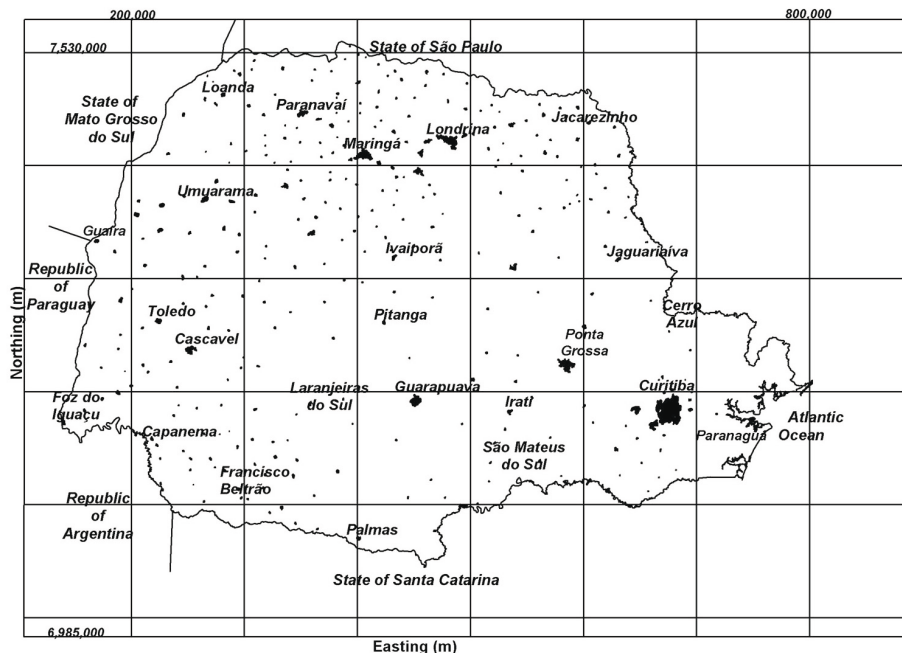 200,000
800,000
7,530,000
State of São Paulo
Loanda
State of
Mato Grosso
do Sul
Paranavaí
Londrina
Jacarezinho
Maringá
Umuarama
Guaíra
Ivaiporã
Jaguariaíva
Republic
of
Paraguay
Toledo
Pitanga
Cerro
Azul
Cascavel
Ponta
Grossa
Northing (m)
Foz do
Iguaçu
Laranjeiras
do Sul
Guarapuava
Irati
Curitiba
Atlantic
Ocean
Paranaguá
Capanema
São Mateus
do Sul
Francisco
Beltrão
Republic
of
Argentina
Palmas
State of Santa Catarina
6,985,000
Easting (m)